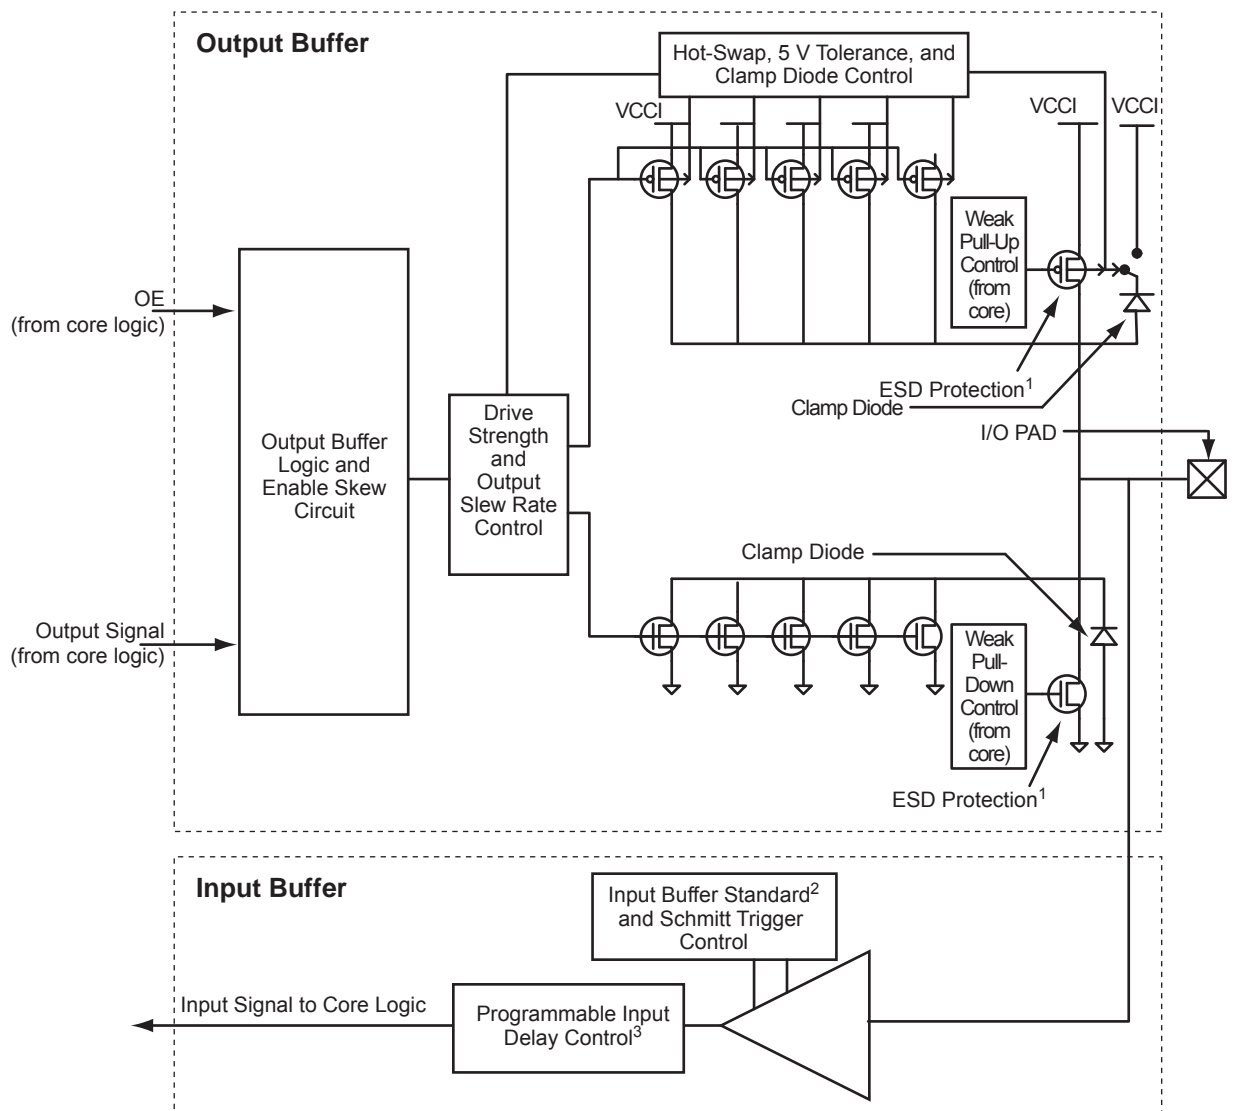 Output Buffer
Hot-Swap, 5 V Tolerance, and
Clamp Diode Control
VCCI
VCCI
VCCI
Weak
Pull-Up
Control
(from
core)
OE
(from core logic)
ESD Protection1
Clamp Diode
I/O PAD
Drive
Strength
and
Output
Slew Rate
Control
Output Buffer
Logic and
Enable Skew
Circuit
Clamp Diode
Output Signal
(from core logic)
Weak
Pull-
Down
Control
(from
core)
ESD Protection1
Input Buffer
Input Buffer Standard2
and Schmitt Trigger
Control
Input Signal to Core Logic
Programmable Input
Delay Control3